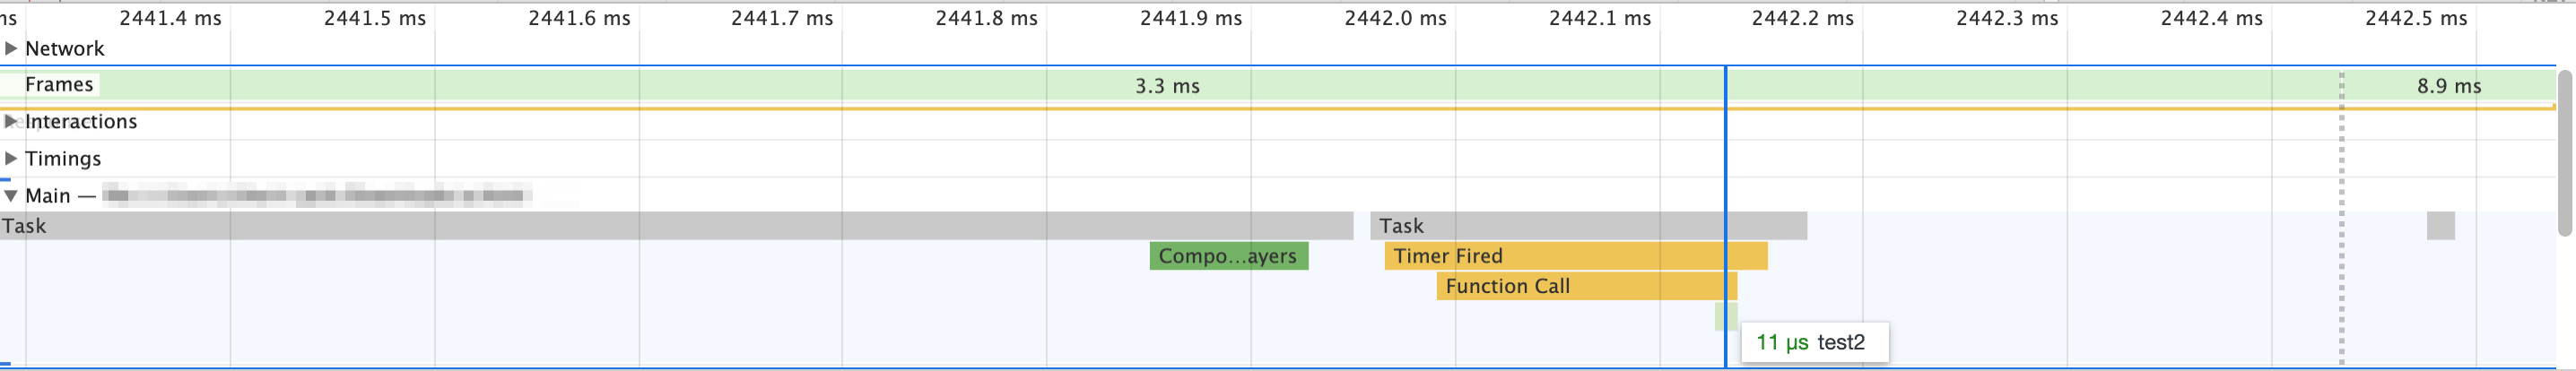 ms 2441.4 ms 2441.5 ms 2441.6 ms 2441.7 ms 2441.8 ms 2441.9 ms 2442.0 ms 2442.1 ms 2442.2 ms 2442.3 ms 2442.4 ms 2442.5 ms
Network
Frames 3.3 ms 8.9 ms
Interactions
Timings
Main —
Task Task
Compo...ayers Timer Fired
Function Call
11 µs test2